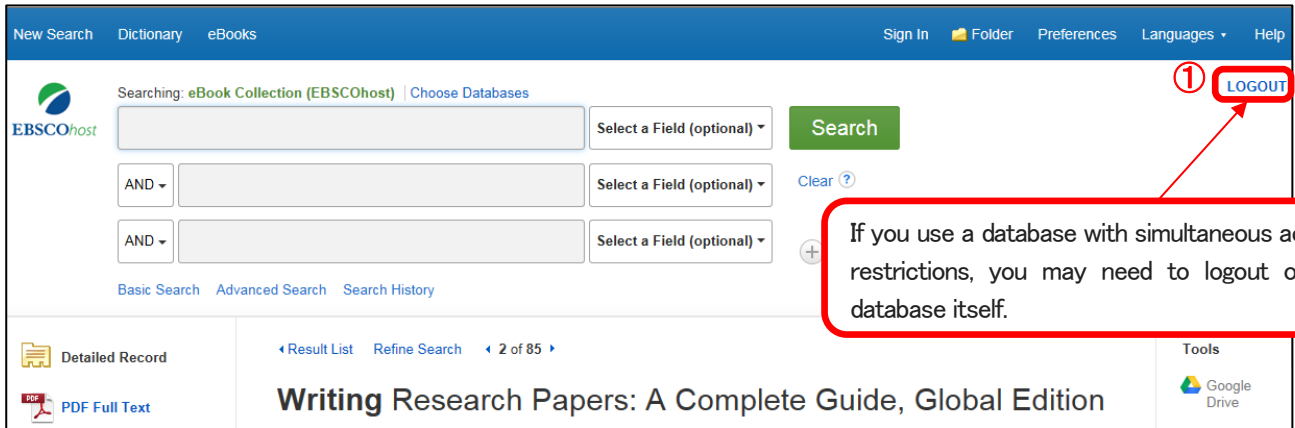 New Search Dictionary eBooks Sign In Folder Preferences Languages Help
① LOGOUT
Searching: eBook Collection (EBSCOhost) | Choose Databases
EBSCOhost
Select a Field (optional) Search
AND Select a Field (optional) Clear ?
AND Select a Field (optional) +
If you use a database with simultaneous
restrictions, you may need to logout
database itself.
Basic Search Advanced Search Search History
Detailed Record
Result List Refine Search 2 of 85
Tools
PDF
PDF Full Text
Writing Research Papers: A Complete Guide, Global Edition
Google
Drive